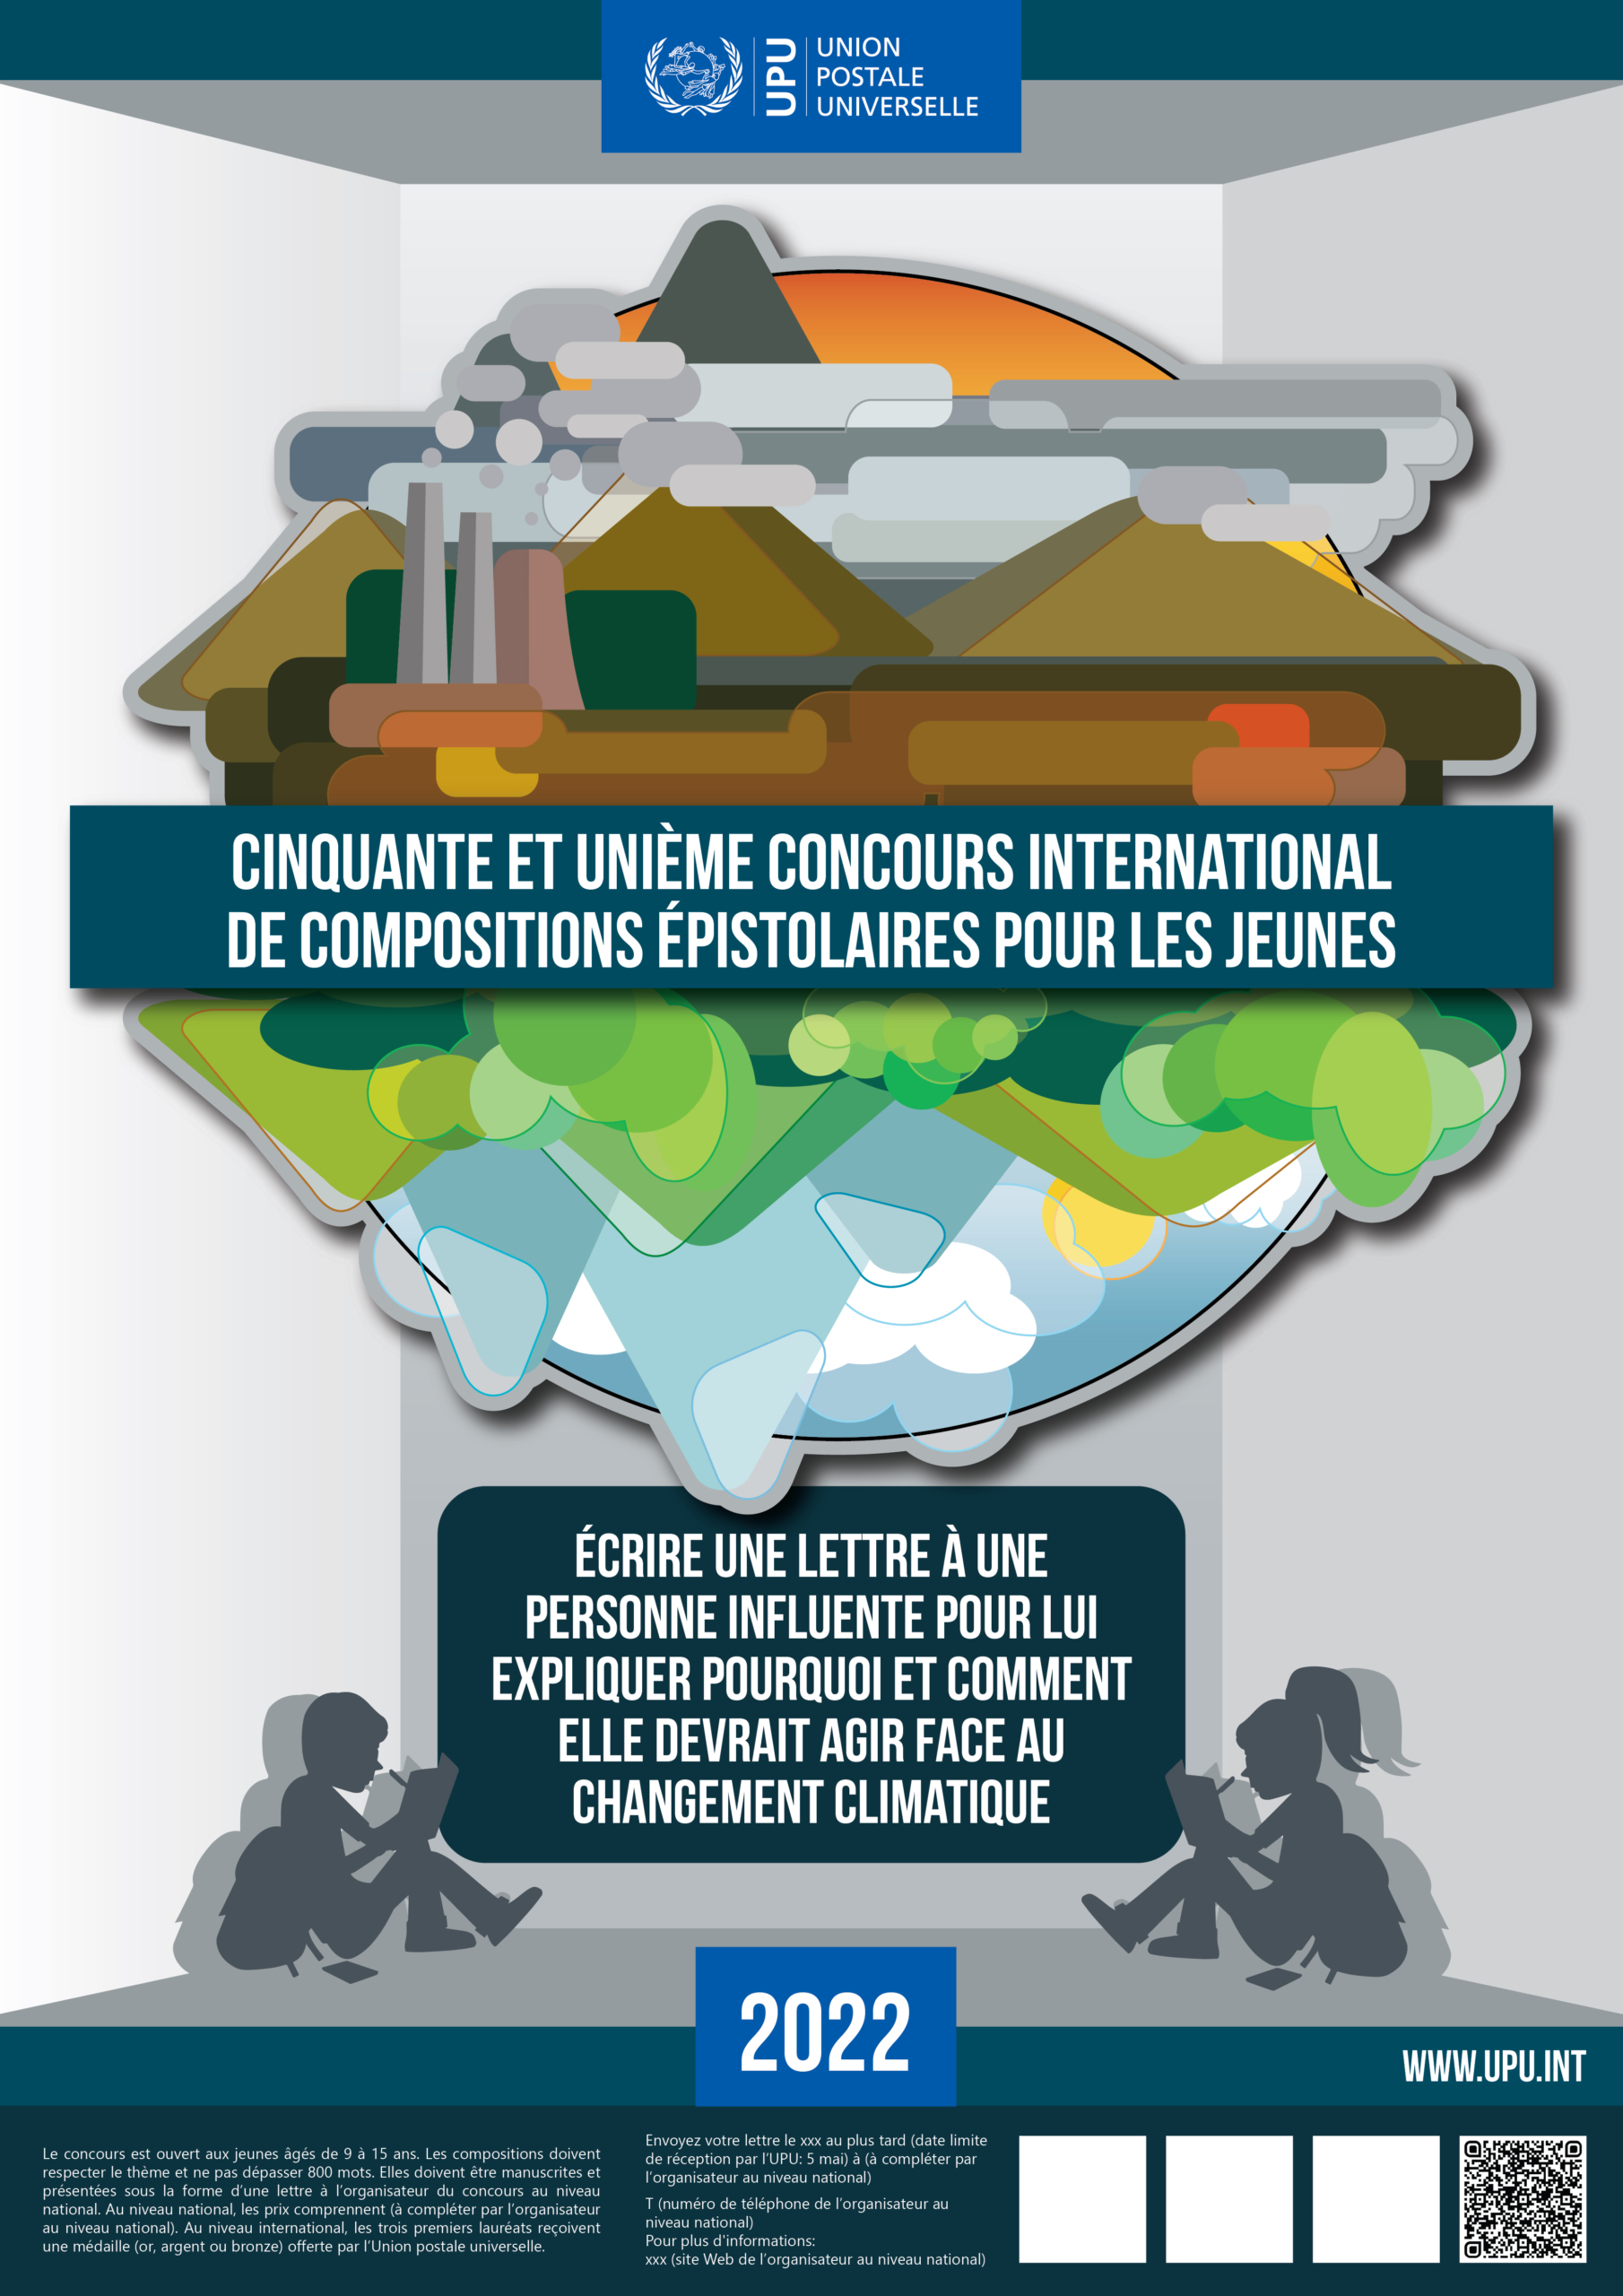 UPU
UNION
POSTALE
UNIVERSELLE
CINQUANTE ET UNIÈME CONCOURS INTERNATIONAL
DE COMPOSITIONS ÉPISTOLAIRES POUR LES JEUNES
ÉCRIRE UNE LETTRE À UNE
PERSONNE INFLUENTE POUR LUI
EXPLIQUER POURQUOI ET COMMENT
ELLE DEVRAIT AGIR FACE AU
CHANGEMENT CLIMATIQUE
2022
WWW.UPU.INT
Le concours est ouvert aux jeunes âgés de 9 à 15 ans. Les compositions doivent
respecter le thème et ne pas dépasser 800 mots. Elles doivent être manuscrites et
présentées sous la forme d'une lettre à l'organisateur du concours au niveau
national. Au niveau national, les prix comprennent (à compléter par l'organisateur
au niveau national). Au niveau international, les trois premiers lauréats reçoivent
une médaille (or, argent ou bronze) offerte par l'Union postale universelle.
Envoyez votre lettre le xxx au plus tard (date limite
de réception par l'UPU: 5 mai) à (à compléter par
l'organisateur au niveau national)
T (numéro de téléphone de l'organisateur au
niveau national)
Pour plus d'informations:
xxx (site Web de l'organisateur au niveau national)